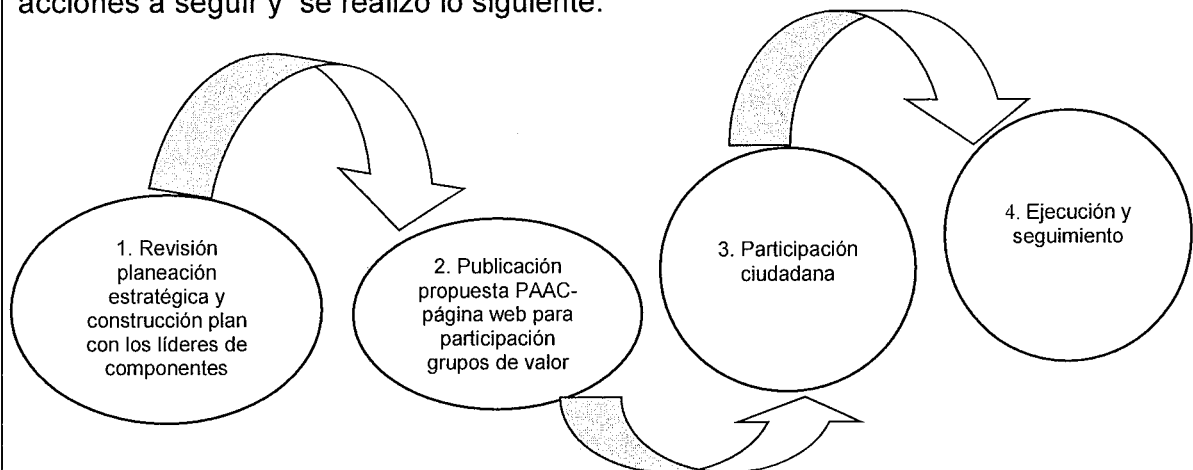 acciones a seguir y se realizó lo siguiente:
1. Revisión
planeación
estratégica y
construcción plan
con los líderes de
componentes
2. Publicación
propuesta PAAC-
página web para
participación
grupos de valor
3. Participación
ciudadana
4. Ejecución y
seguimiento